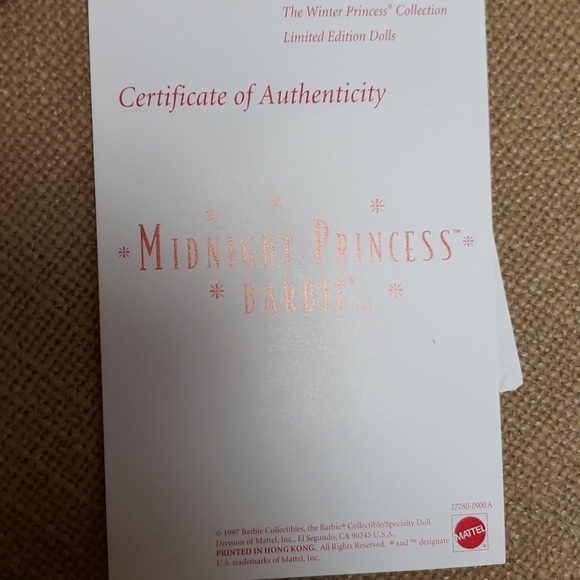 The Winter Princess® Collection
Limited Edition Dolls
Certificate of Authenticity
MIDNIGHT PRINCESS™
BARBIE®
17780-0900A
© 1997 Barbie Collectibles, the Barbie® Collectible/Specialty Doll
Division of Mattel, Inc., El Segundo, CA 90245 U.S.A.
PRINTED IN HONG KONG. All Rights Reserved. ® and ™ designate
U.S. trademarks of Mattel, Inc.
MATTEL